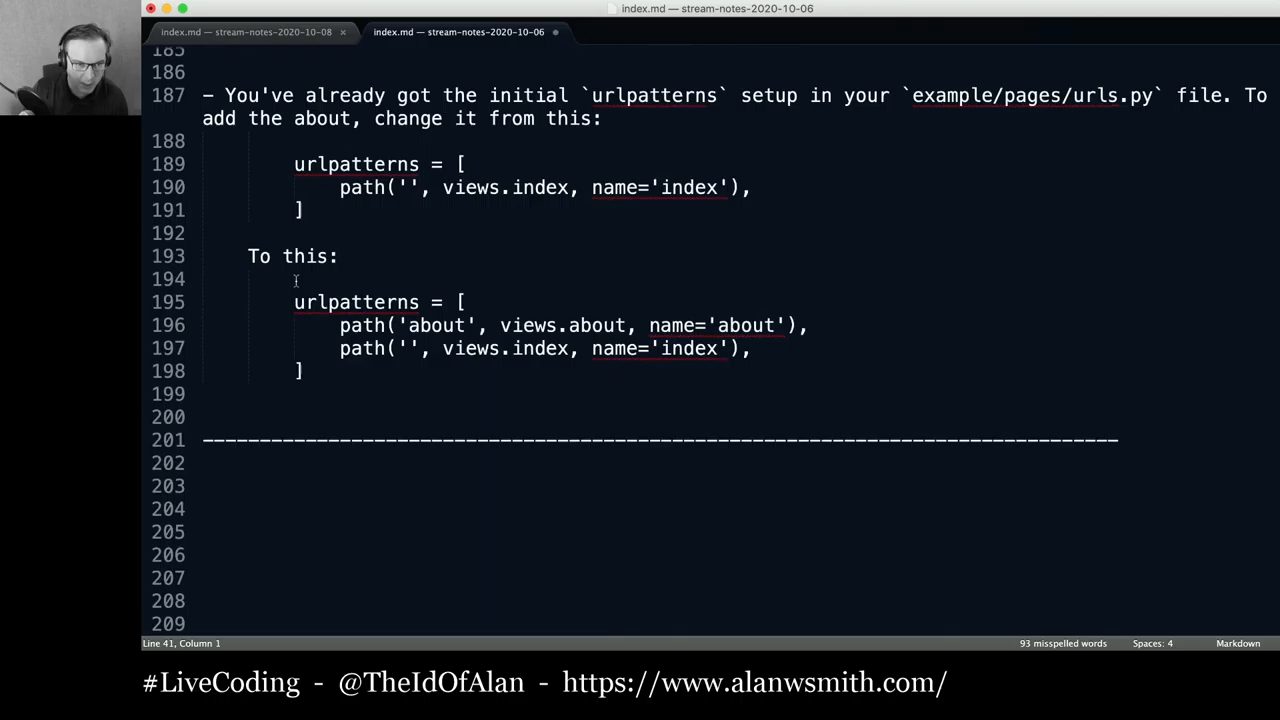 index.md — stream-notes-2020-10-06
index.md — stream-notes-2020-10-08 × index.md — stream-notes-2020-10-06
185
186
187 - You've already got the initial `urlpatterns` setup in your `example/pages/urls.py` file. To
add the about, change it from this:
188
189 urlpatterns = [
190 path('', views.index, name='index'),
191 ]
192
193 To this:
194
195 urlpatterns = [
196 path('about', views.about, name='about'),
197 path('', views.index, name='index'),
198 ]
199
200
201 --------------------------------------------------------------------------------
202
203
204
205
206
207
208
209
Line 41, Column 1 93 misspelled words Spaces: 4 Markdown
#LiveCoding - @TheIdOfAlan - https://www.alanwsmith.com/